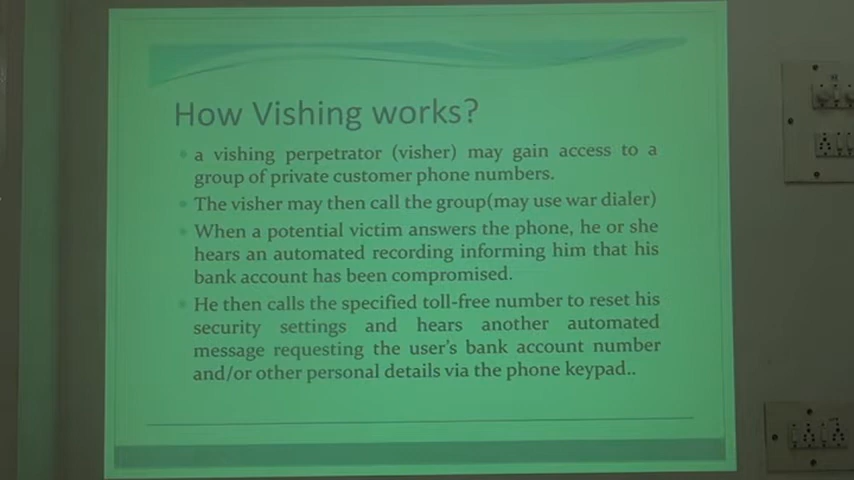 How Vishing works?
a vishing perpetrator (visher) may gain access to a
group of private customer phone numbers.
The visher may then call the group(may use war dialer)
When a potential victim answers the phone, he or she
hears an automated recording informing him that his
bank account has been compromised.
He then calls the specified toll-free number to reset his
security settings and hears another automated
message requesting the user's bank account number
and/or other personal details via the phone keypad..